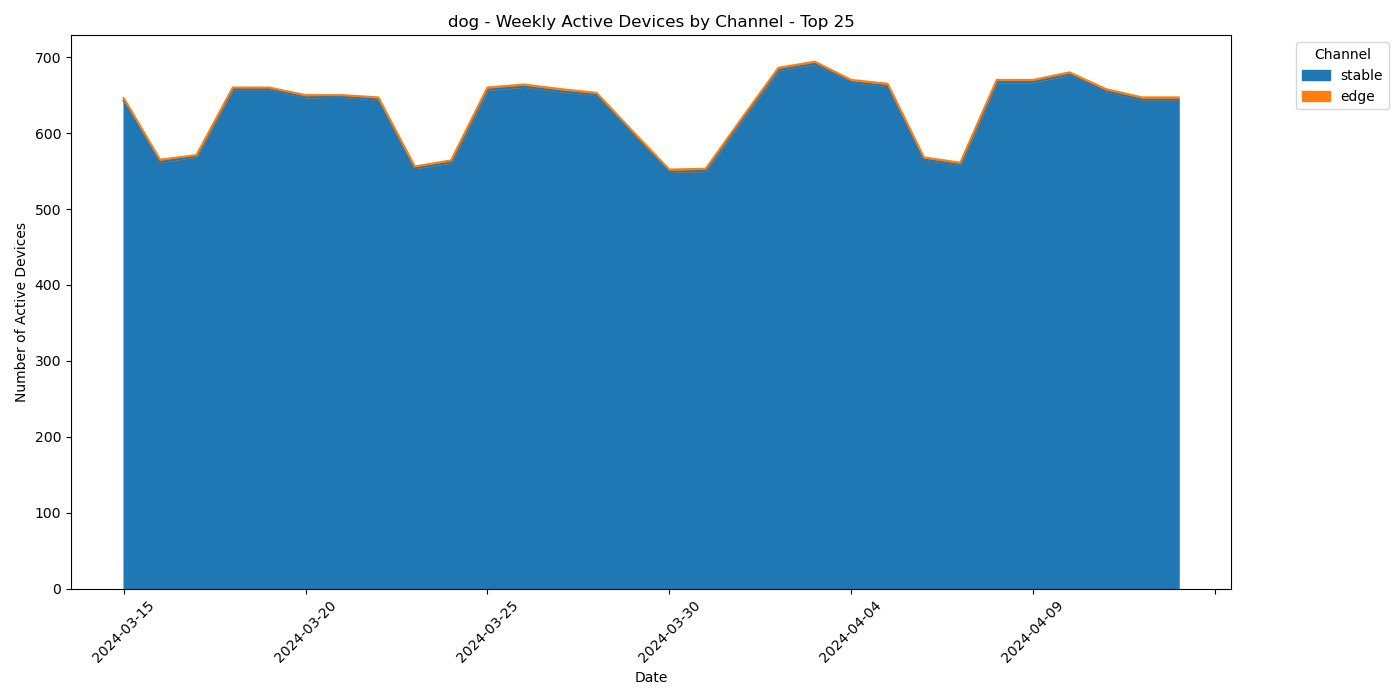 dog - Weekly Active Devices by Channel - Top 25
Channel
stable
edge
Number of Active Devices
700
600
500
400
300
200
100
0
2024-03-15
2024-03-20
2024-03-25
2024-03-30
2024-04-04
2024-04-09
Date